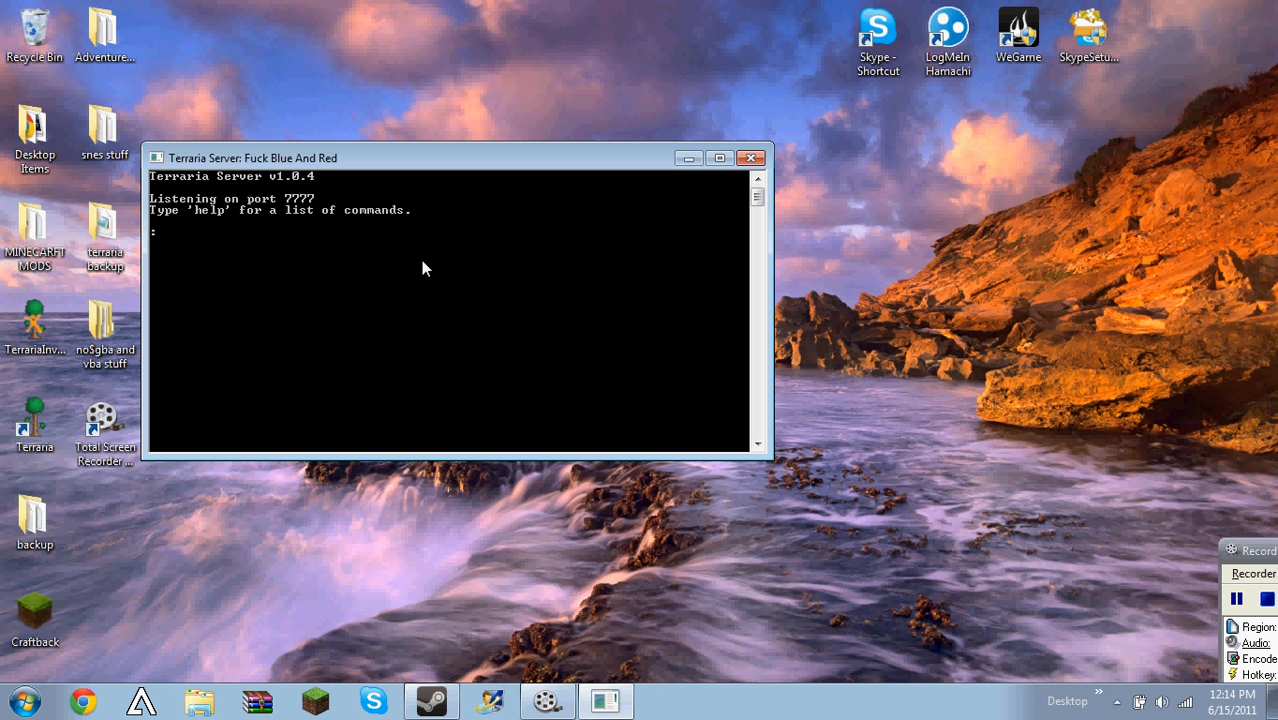 Recycle Bin
Adventure...
Skype -
Shortcut
LogMeIn
Hamachi
WeGame
SkypeSetu...
Desktop
Items
snes stuff
MINECARFT
MODS
terraria
backup
TerrariaInv...
no$gba and
vba stuff
Terraria
Total Screen
Recorder ...
backup
Craftback
Terraria Server: Fuck Blue And Red
Terraria Server v1.0.4
Listening on port 7777
Type 'help' for a list of commands.
:
Record
Recorder
Region:
Audio:
Encode
Hotkey:
Desktop
»
12:14 PM
6/15/2011